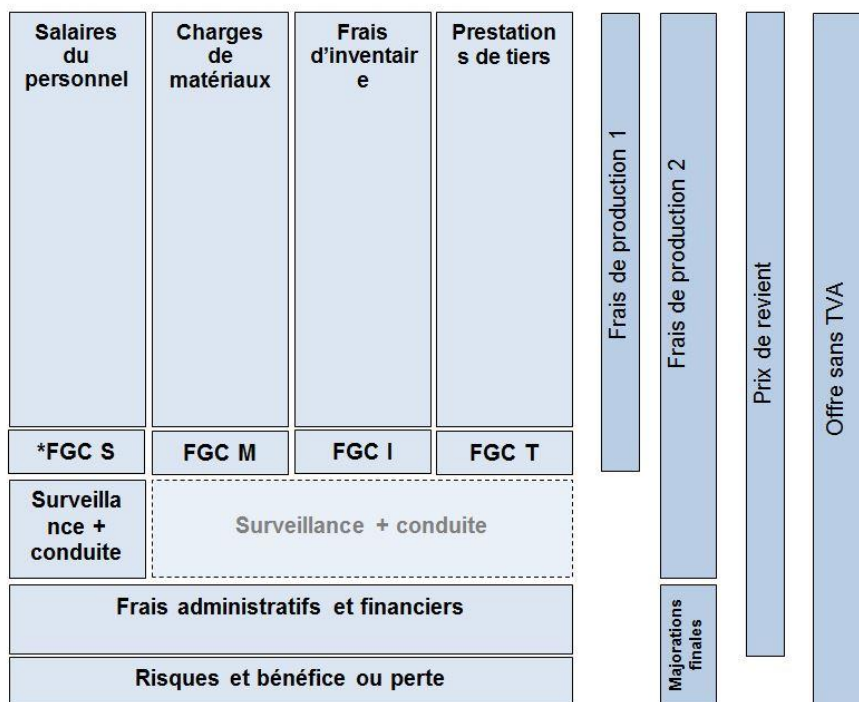 Salaires
du
personnel
Charges
de
matériaux
Frais
d'inventair
e
Prestation
s de tiers
*FGC S
FGC M
FGC I
FGC T
Surveilla
nce +
conduite
Surveillance + conduite
Frais administratifs et financiers
Risques et bénéfice ou perte
Frais de production 1
Frais de production 2
Majorations
finales
Prix de revient
Offre sans TVA